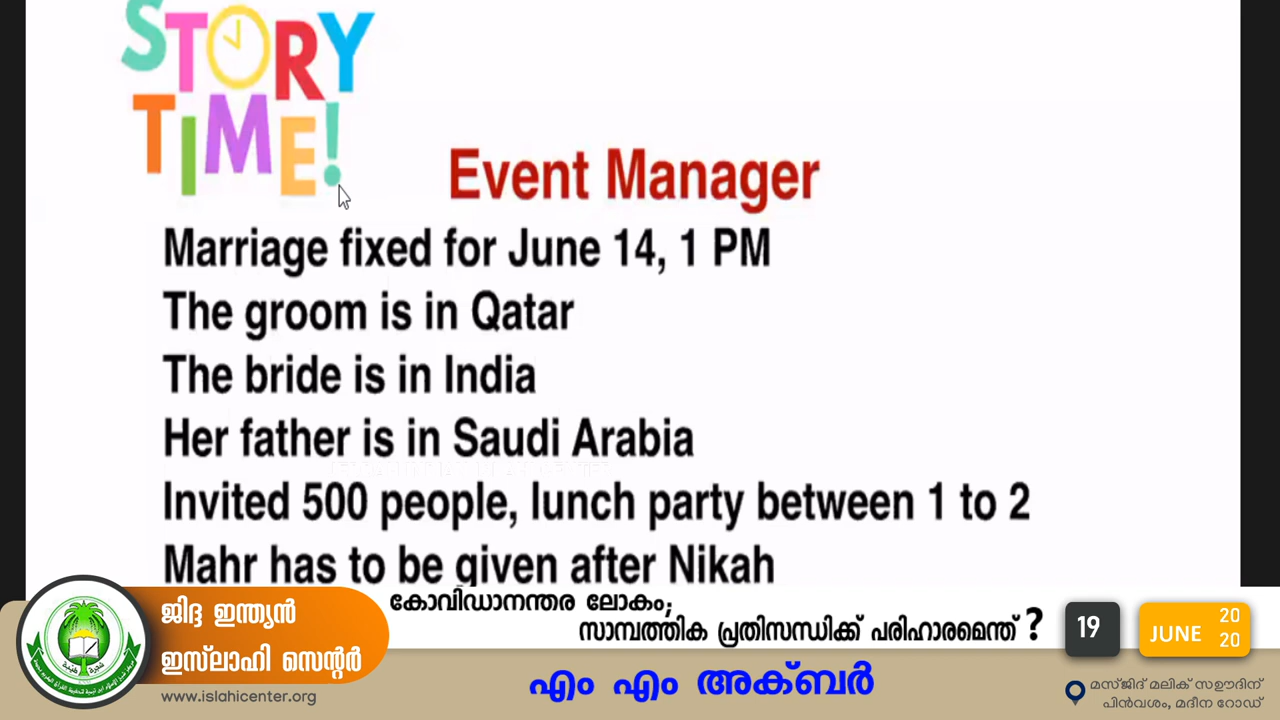 STORY
TIME!
Event Manager
Marriage fixed for June 14, 1 PM
The groom is in Qatar
The bride is in India
Her father is in Saudi Arabia
Invited 500 people, lunch party between 1 to 2
Mahr has to be given after Nikah
ജിദ്ദ ഇന്ത്യൻ
ഇസ്‌ലാഹി സെന്റർ
www.islahicenter.org
കോവിഡാനന്തര ലോകം;
സാമ്പത്തിക പ്രതിസന്ധിക്ക് പരിഹാരമെന്ത് ?
എം എം അക്ബർ
19
JUNE
20
20
മസ്ജിദ് മലിക് സഊദിന്
പിൻവശം, മദീന റോഡ്